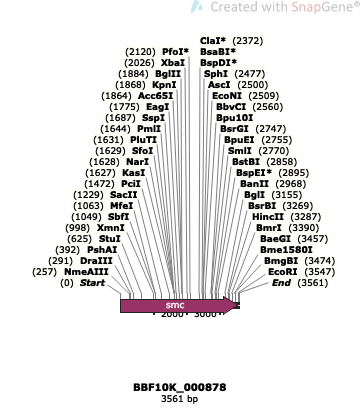 Created with SnapGene®
ClaI* (2372)
(2120) PfoI* BsaBI*
(2026) XbaI BspDI*
(1884) BglII SphI (2477)
(1868) KpnI AscI (2500)
(1864) Acc65I EcoNI (2509)
(1775) EagI BbvCI (2560)
(1687) SspI Bpu10I
(1644) PmlI BsrGI (2747)
(1631) PluTI BpuEI (2755)
(1629) SfoI SmlI (2770)
(1628) NarI BstBI (2858)
(1627) KasI BspEI* (2895)
(1472) PciI BanII (2968)
(1229) SacII BglI (3155)
(1063) MfeI BsrBI (3269)
(1049) SbfI HincII (3287)
(998) XmnI BmrI (3390)
(625) StuI BaeGI (3457)
(392) PshAI Bme1580I
(291) DraIII BmgBI (3474)
(257) NmeAIII EcoRI (3547)
(0) Start End (3561)
smc
2000 3000
BBF10K_000878
3561 bp